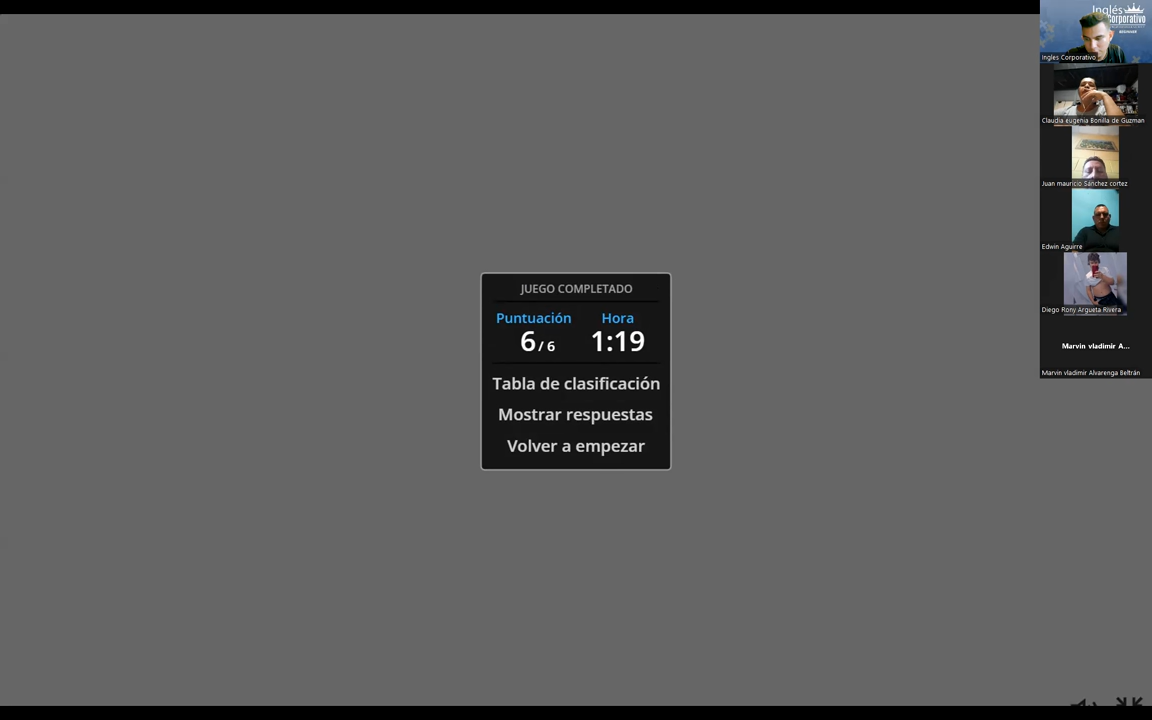 JUEGO COMPLETADO
Puntuación Hora
6 / 6 1:19
Tabla de clasificación
Mostrar respuestas
Volver a empezar
Inglés
Corporativo
Ingles Corporativo
Claudia eugenia Bonilla de Guzman
Juan mauricio Sánchez cortez
Edwin Aguirre
Diego Rony Argueta Rivera
Marvin vladimir A...
Marvin vladimir Alvarenga Beltrán